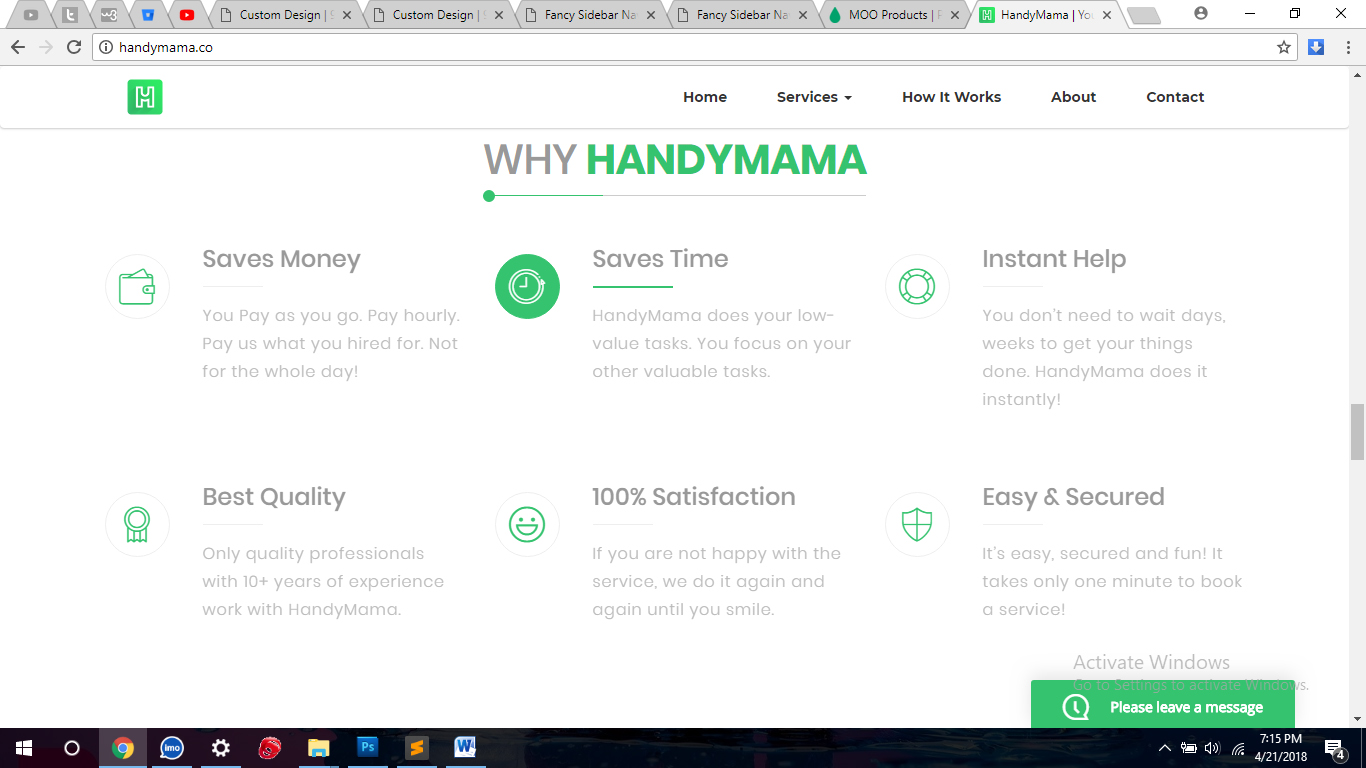 Custom Design | S
Custom Design | S
Fancy Sidebar Na
Fancy Sidebar Na
MOO Products | P
HandyMama | You
handymama.co
H
Home
Services
How It Works
About
Contact
WHY HANDYMAMA
Saves Money
You Pay as you go. Pay hourly.
Pay us what you hired for. Not
for the whole day!
Saves Time
HandyMama does your low-
value tasks. You focus on your
other valuable tasks.
Instant Help
You don't need to wait days,
weeks to get your things
done. HandyMama does it
instantly!
Best Quality
Only quality professionals
with 10+ years of experience
work with HandyMama.
100% Satisfaction
If you are not happy with the
service, we do it again and
again until you smile.
Easy & Secured
It's easy, secured and fun! It
takes only one minute to book
a service!
Activate Windows
Go to Settings to activate Windows.
Please leave a message
imo
Ps
S
W
7:15 PM
4/21/2018
4